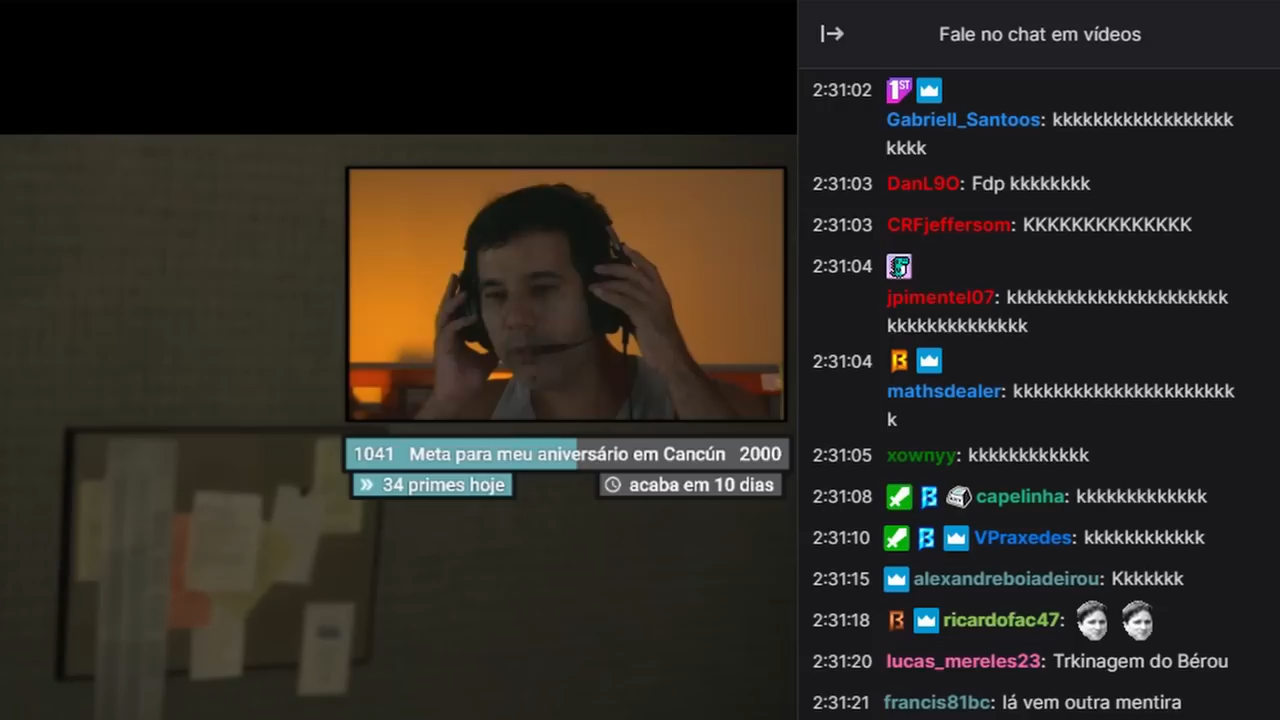 Fale no chat em vídeos
2:31:02 1ST
Gabriell_Santoos: kkkkkkkkkkkkkkkkkk
kkkk
2:31:03 DanL9O: Fdp kkkkkkkk
2:31:03 CRFjeffersom: KKKKKKKKKKKKKK
2:31:04
jpimentel07: kkkkkkkkkkkkkkkkkkkkkk
kkkkkkkkkkkkkk
2:31:04
mathsdealer: kkkkkkkkkkkkkkkkkkkkkk
k
2:31:05 xownyy: kkkkkkkkkkkk
2:31:08 capelinha: kkkkkkkkkkkkk
2:31:10 VPraxedes: kkkkkkkkkkkk
2:31:15 alexandreboiadeirou: Kkkkkkk
2:31:18 ricardofac47:
2:31:20 lucas_mereles23: Trkinagem do Bérou
2:31:21 francis81bc: lá vem outra mentira
1041 Meta para meu aniversário em Cancún 2000
» 34 primes hoje
acaba em 10 dias